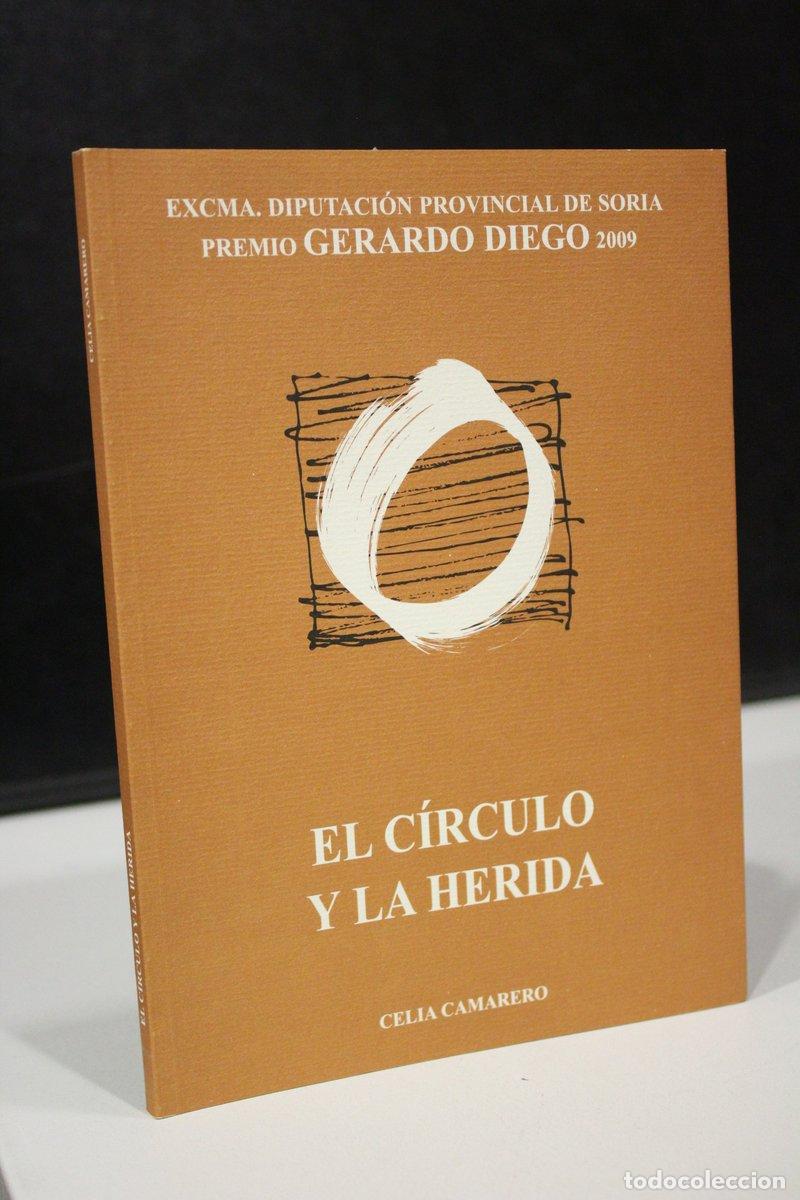 EXCMA. DIPUTACIÓN PROVINCIAL DE SORIA
PREMIO GERARDO DIEGO 2009
EL CÍRCULO
Y LA HERIDA
CELIA CAMARERO
CELIA CAMARERO
EL CÍRCULO Y LA HERIDA
todocoleccion